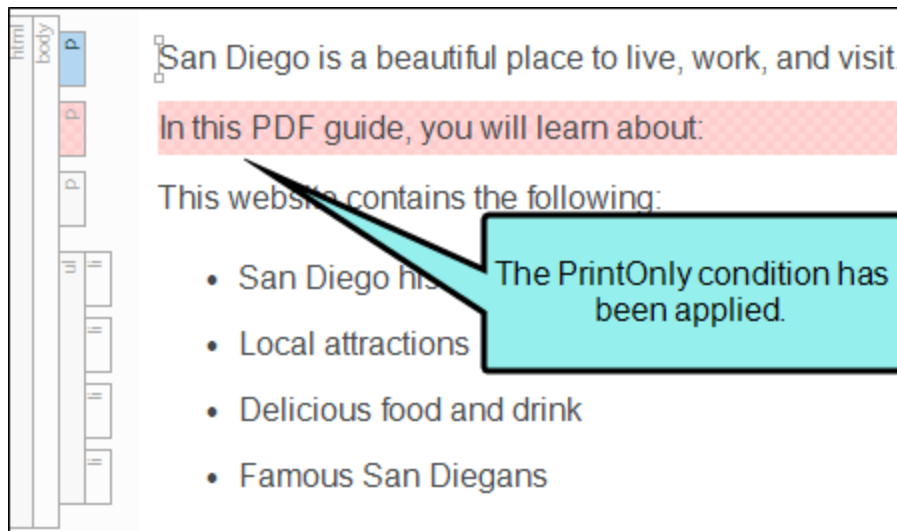 html
body
p
San Diego is a beautiful place to live, work, and visit.
p
In this PDF guide, you will learn about:
p
This website contains the following:
ul
li
• San Diego his
The PrintOnly condition has
been applied.
li
• Local attractions
li
• Delicious food and drink
li
• Famous San Diegans